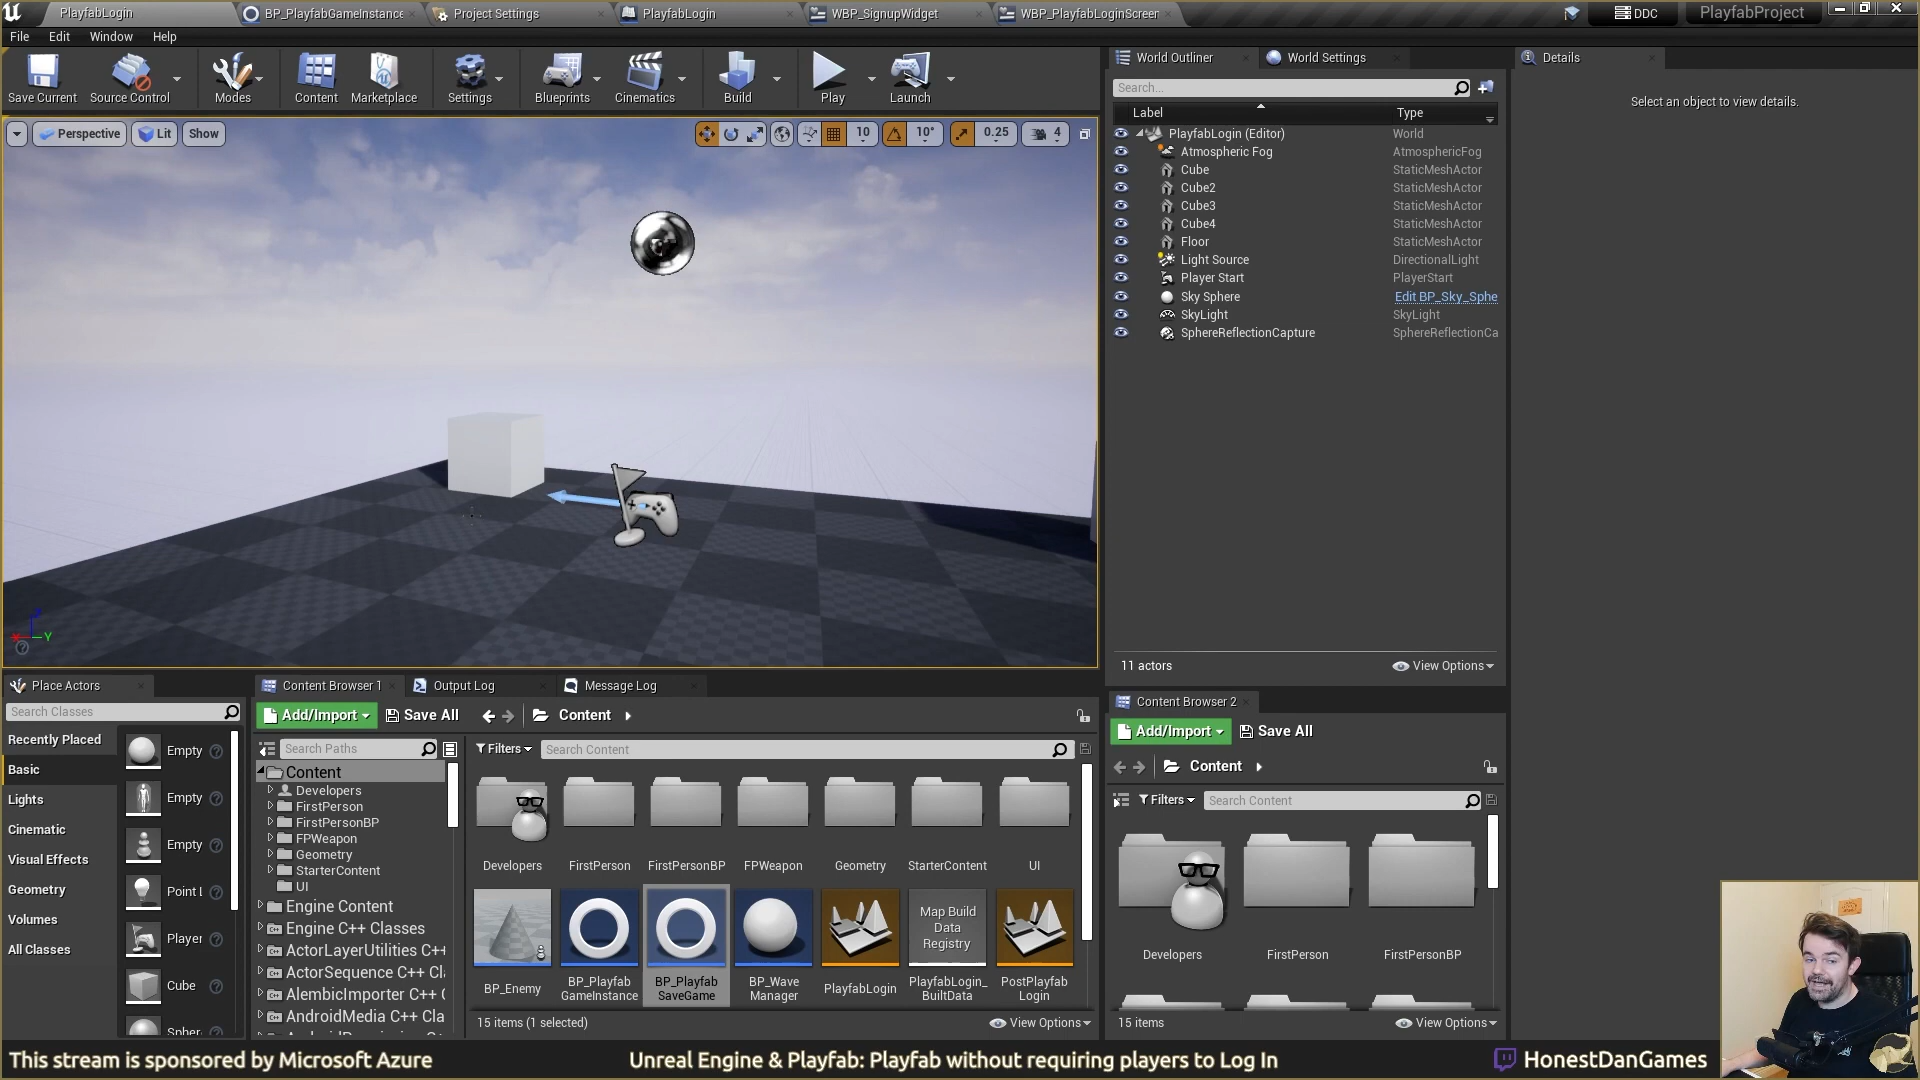 PlayfabLogin
BP_PlayfabGameInstance
Project Settings
PlayfabLogin
WBP_SignupWidget
WBP_PlayfabLoginScreen
DDC
PlayfabProject
File
Edit
Window
Help
Save Current
Source Control
Modes
Content
Marketplace
Settings
Blueprints
Cinematics
Build
Play
Launch
Perspective
Lit
Show
10
10°
0.25
4
World Outliner
World Settings
Details
Search...
Select an object to view details.
Label
Type
PlayfabLogin (Editor)
World
Atmospheric Fog
AtmosphericFog
Cube
StaticMeshActor
Cube2
StaticMeshActor
Cube3
StaticMeshActor
Cube4
StaticMeshActor
Floor
StaticMeshActor
Light Source
DirectionalLight
Player Start
PlayerStart
Sky Sphere
Edit BP_Sky_Sphe
SkyLight
SkyLight
SphereReflectionCapture
SphereReflectionCa
11 actors
View Options
X
Y
Place Actors
Search Classes
Recently Placed
Basic
Lights
Cinematic
Visual Effects
Geometry
Volumes
All Classes
Empty
Empty
Empty
Point L
Player
Cube
Spher
Content Browser 1
Output Log
Message Log
Add/Import
Save All
Content
Search Paths
Filters
Search Content
Content
Developers
FirstPerson
FirstPersonBP
FPWeapon
Geometry
StarterContent
UI
Engine Content
Engine C++ Classes
ActorLayerUtilities C++
ActorSequence C++ Cl
AlembicImporter C++ (
AndroidMedia C++ Cla
Developers
FirstPerson
FirstPersonBP
FPWeapon
Geometry
StarterContent
UI
Map Build
Data
Registry
BP_Enemy
BP_Playfab
GameInstance
BP_Playfab
SaveGame
BP_Wave
Manager
PlayfabLogin
PlayfabLogin_
BuiltData
PostPlayfab
Login
15 items (1 selected)
View Options
Content Browser 2
Add/Import
Save All
Content
Filters
Search Content
Developers
FirstPerson
FirstPersonBP
15 items
View Options
This stream is sponsored by Microsoft Azure
Unreal Engine & Playfab: Playfab without requiring players to Log In
HonestDanGames